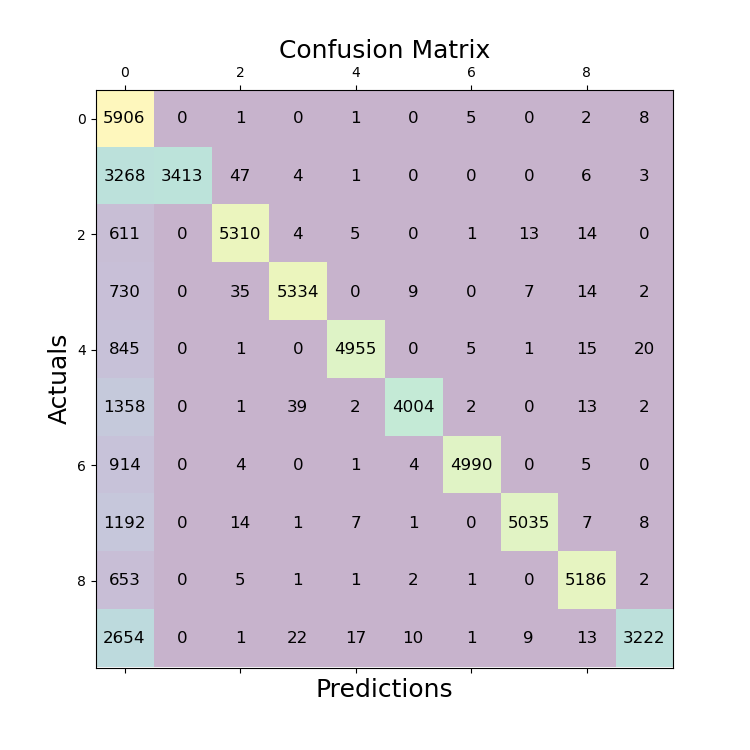 Confusion Matrix
0 2 4 6 8
0 5906 0 1 0 1 0 5 0 2 8
3268 3413 47 4 1 0 0 0 6 3
2 611 0 5310 4 5 0 1 13 14 0
730 0 35 5334 0 9 0 7 14 2
4 845 0 1 0 4955 0 5 1 15 20
1358 0 1 39 2 4004 2 0 13 2
6 914 0 4 0 1 4 4990 0 5 0
1192 0 14 1 7 1 0 5035 7 8
8 653 0 5 1 1 2 1 0 5186 2
2654 0 1 22 17 10 1 9 13 3222
Actuals
Predictions